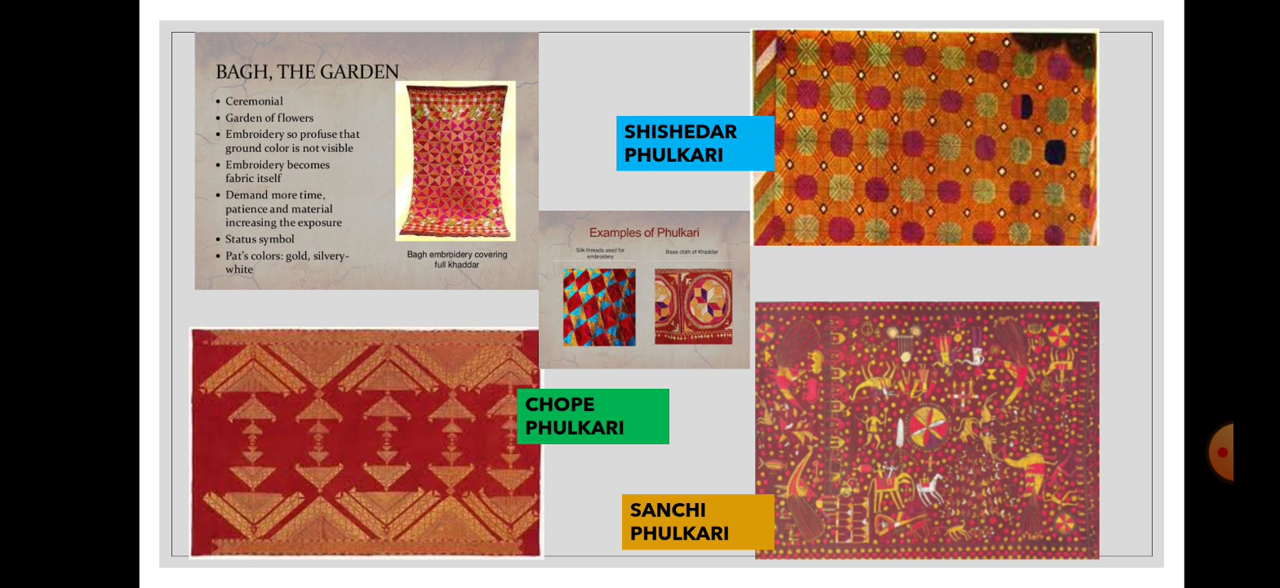 BAGH, THE GARDEN
• Ceremonial
• Garden of flowers
• Embroidery so profuse that
ground color is not visible
• Embroidery becomes
fabric itself
• Demand more time,
patience and material
increasing the exposure
• Status symbol
• Pat's colors: gold, silvery-
white
Bagh embroidery covering
full khaddar
SHISHEDAR
PHULKARI
Examples of Phulkari
Silk threads used for
embroidery
Base cloth of Khaddar
CHOPE
PHULKARI
SANCHI
PHULKARI